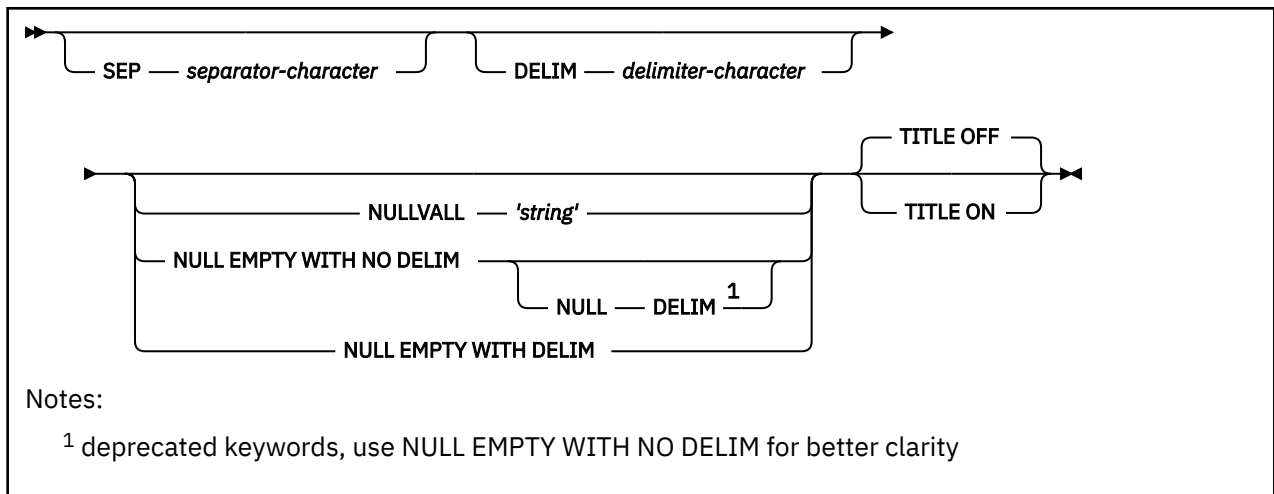 SEP separator-character DELIM delimiter-character
TITLE OFF
NULLVALL 'string' TITLE ON
NULL EMPTY WITH NO DELIM
NULL DELIM 1
NULL EMPTY WITH DELIM
Notes:
1 deprecated keywords, use NULL EMPTY WITH NO DELIM for better clarity